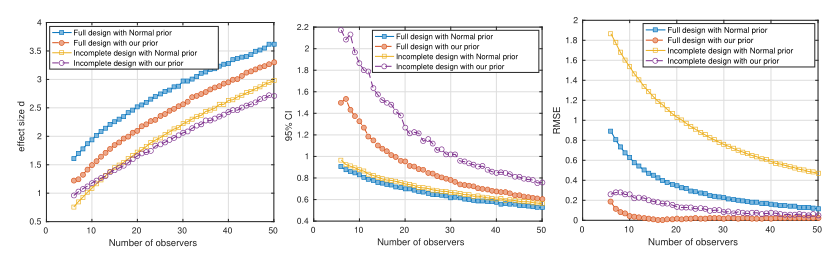 4
3.5
3
2.5
2
1.5
1
0.5
effect size d
Full design with Normal prior
Full design with our prior
Incomplete design with Normal prior
Incomplete design with our prior
0 10 20 30 40 50
Number of observers
2.2
2
1.8
1.6
1.4
1.2
1
0.8
0.6
0.4
95% CI
Full design with Normal prior
Full design with our prior
Incomplete design with Normal prior
Incomplete design with our prior
0 10 20 30 40 50
Number of observers
2
1.8
1.6
1.4
1.2
1
0.8
0.6
0.4
0.2
0
RMSE
Full design with Normal prior
Full design with our prior
Incomplete design with Normal prior
Incomplete design with our prior
0 10 20 30 40 50
Number of observers